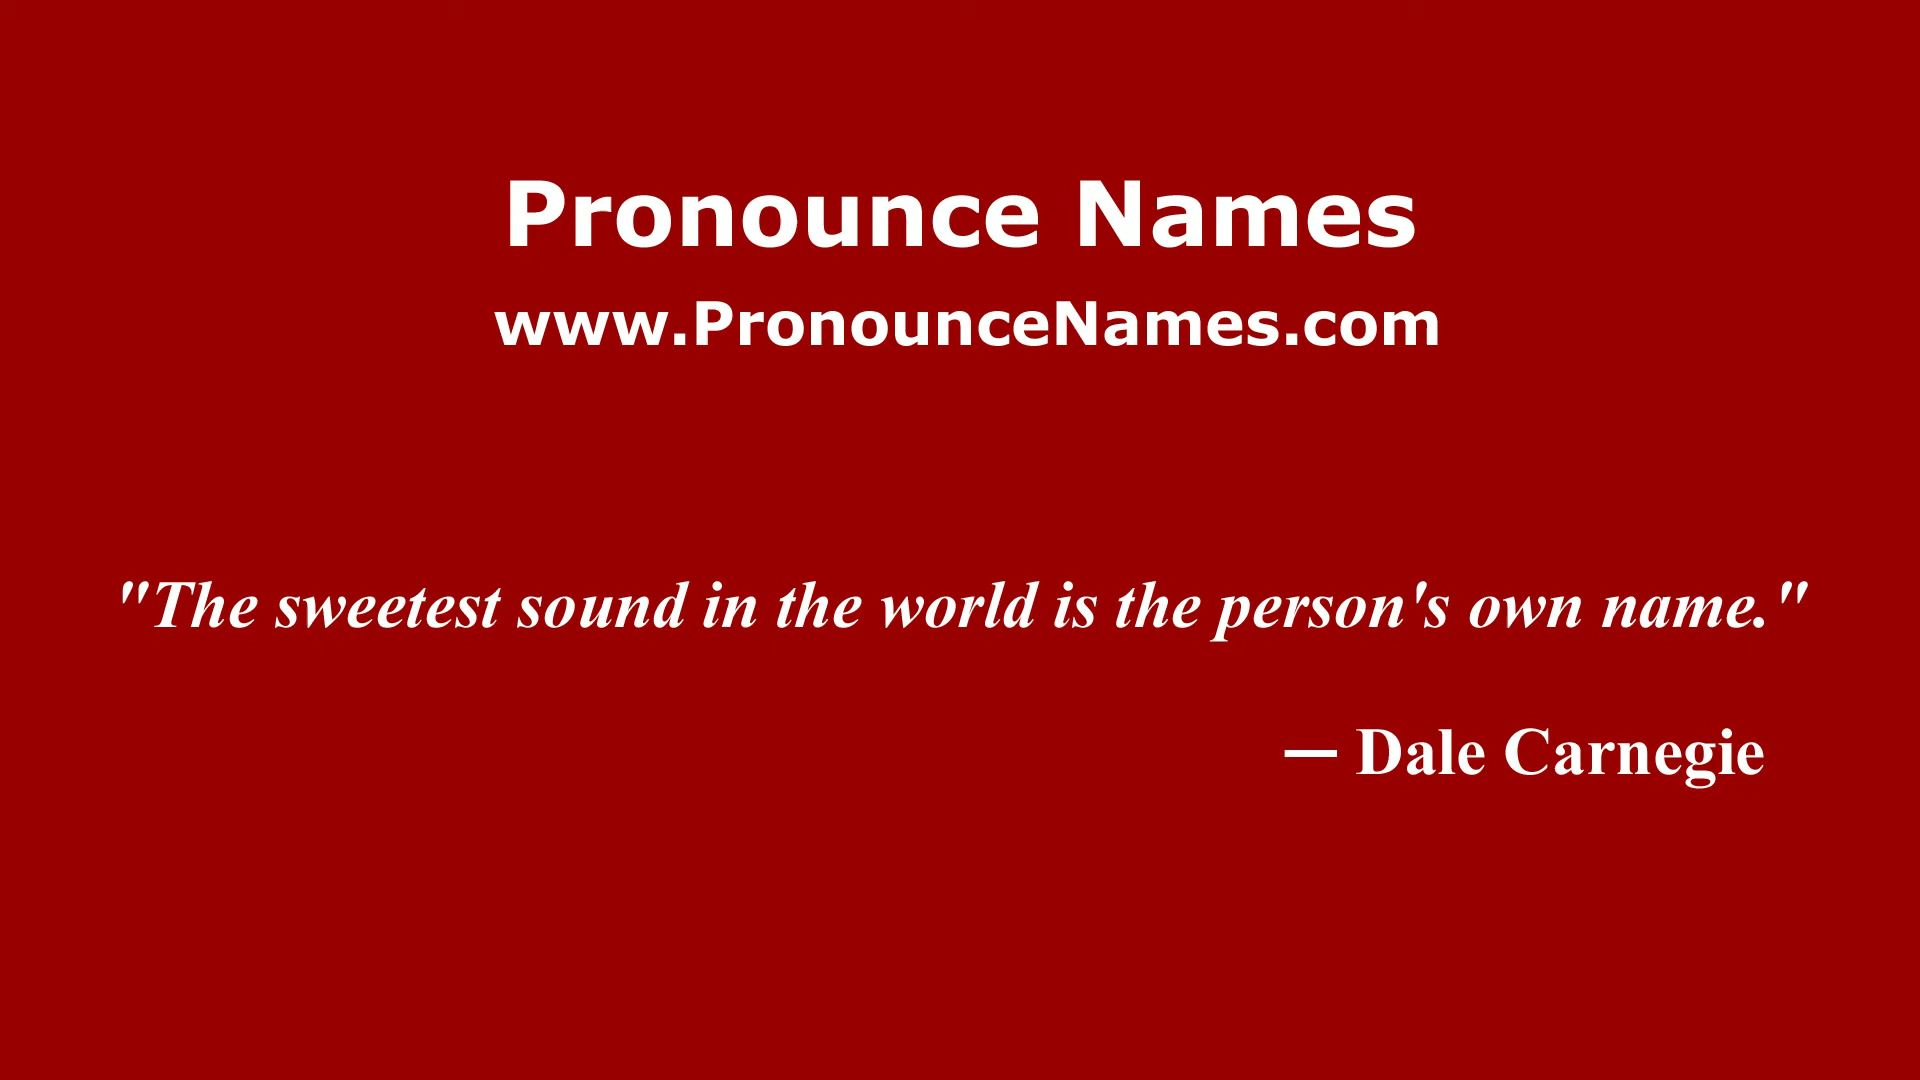 Pronounce Names
www.PronounceNames.com
"The sweetest sound in the world is the person's own name."
— Dale Carnegie